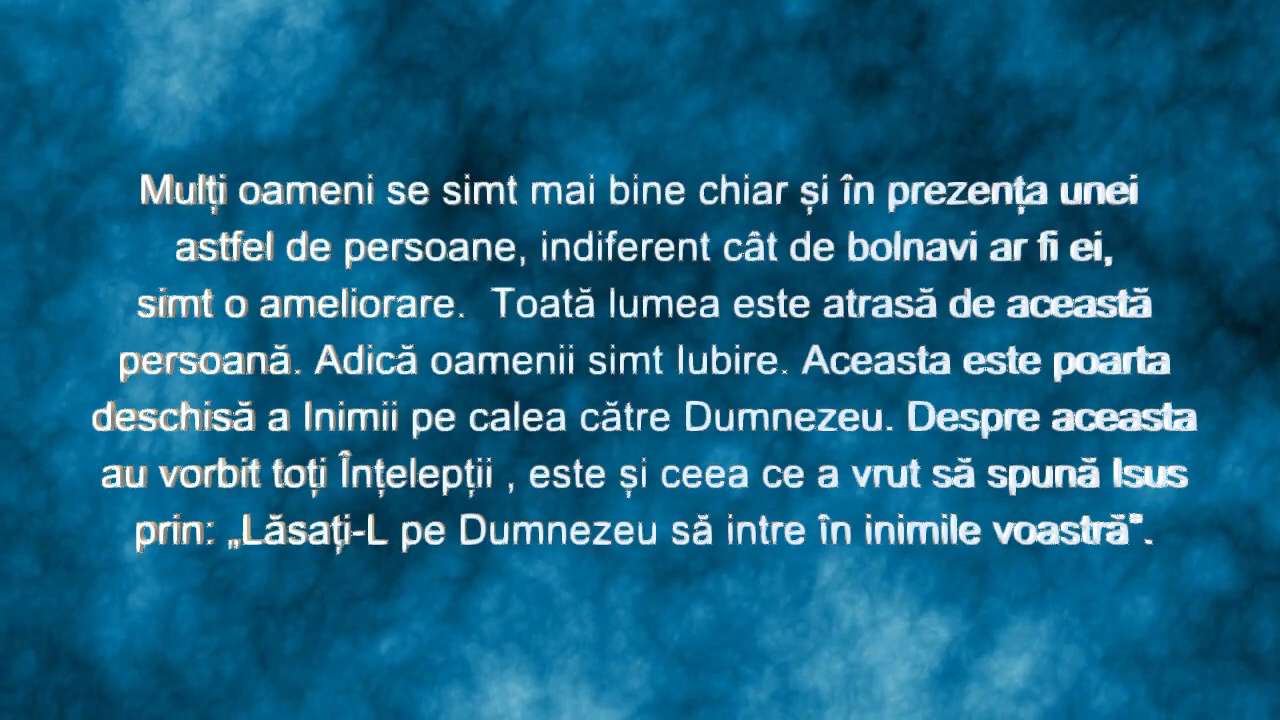 Mulți oameni se simt mai bine chiar și în prezența unei
astfel de persoane, indiferent cât de bolnavi ar fi ei,
simt o ameliorare.  Toată lumea este atrasă de această
persoană. Adică oamenii simt Iubire. Aceasta este poarta
deschisă a Inimii pe calea către Dumnezeu. Despre aceasta
au vorbit toți Înțelepții , este și ceea ce a vrut să spună Isus
prin: „Lăsați-L pe Dumnezeu să intre în inimile voastră”.